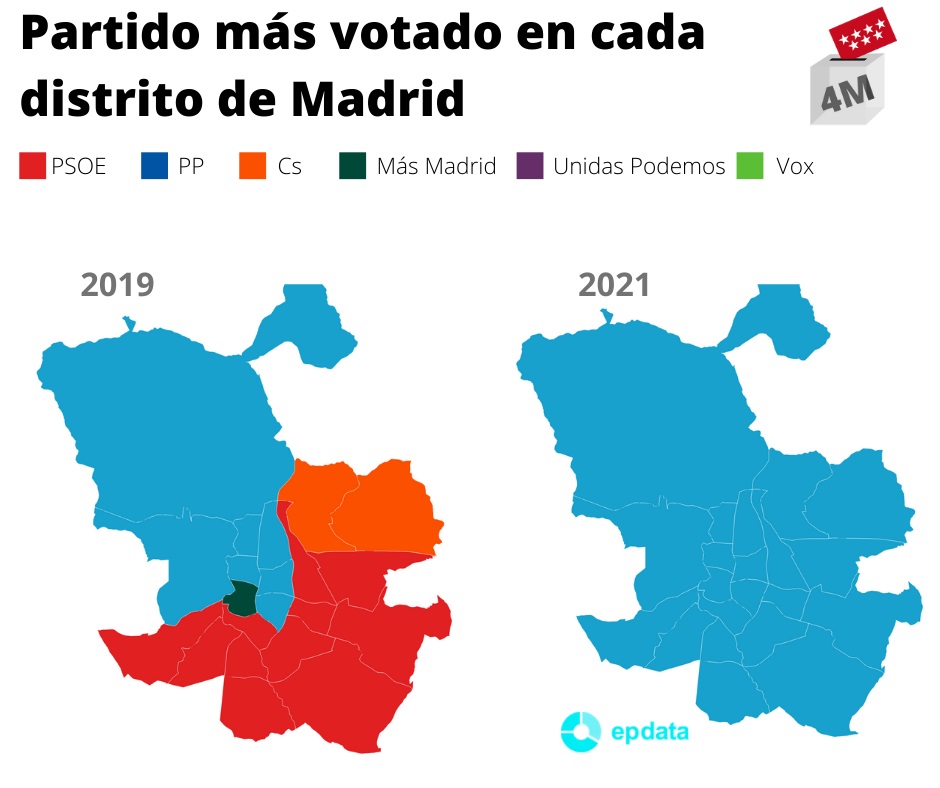 Partido más votado en cada
distrito de Madrid
4M
PSOE PP Cs Más Madrid Unidas Podemos Vox
2019 2021
epdata